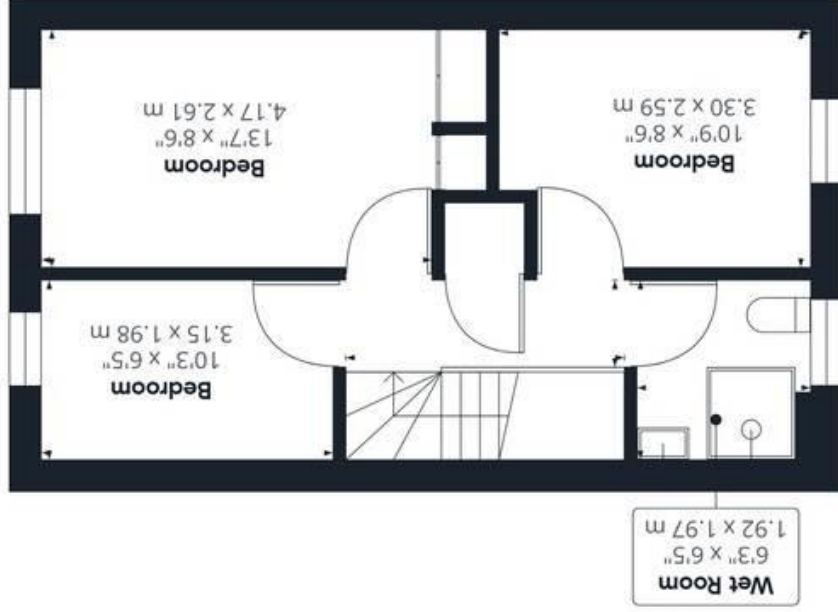 Wet Room
6'3" x 6'5"
1.92 x 1.97 m
Bedroom
10'3" x 6'5"
3.15 x 1.98 m
Bedroom
10'9" x 8'6"
3.30 x 2.59 m
Bedroom
13'7" x 8'6"
4.17 x 2.61 m